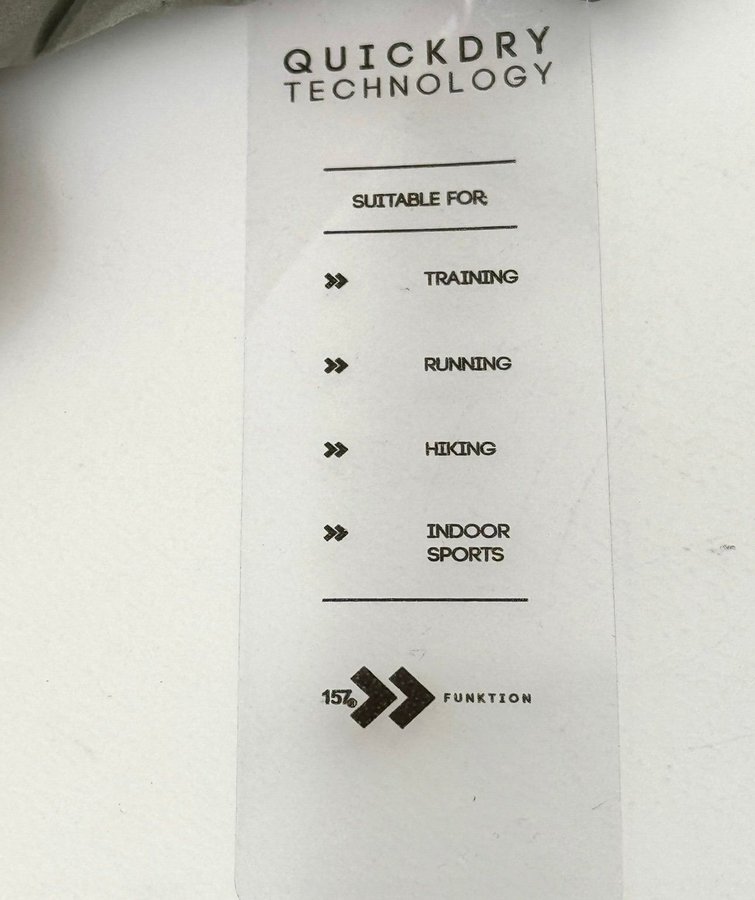 QUICKDRY
TECHNOLOGY
SUITABLE FOR:
» TRAINING
» RUNNING
» HIKING
» INDOOR
SPORTS
157® » FUNKTION